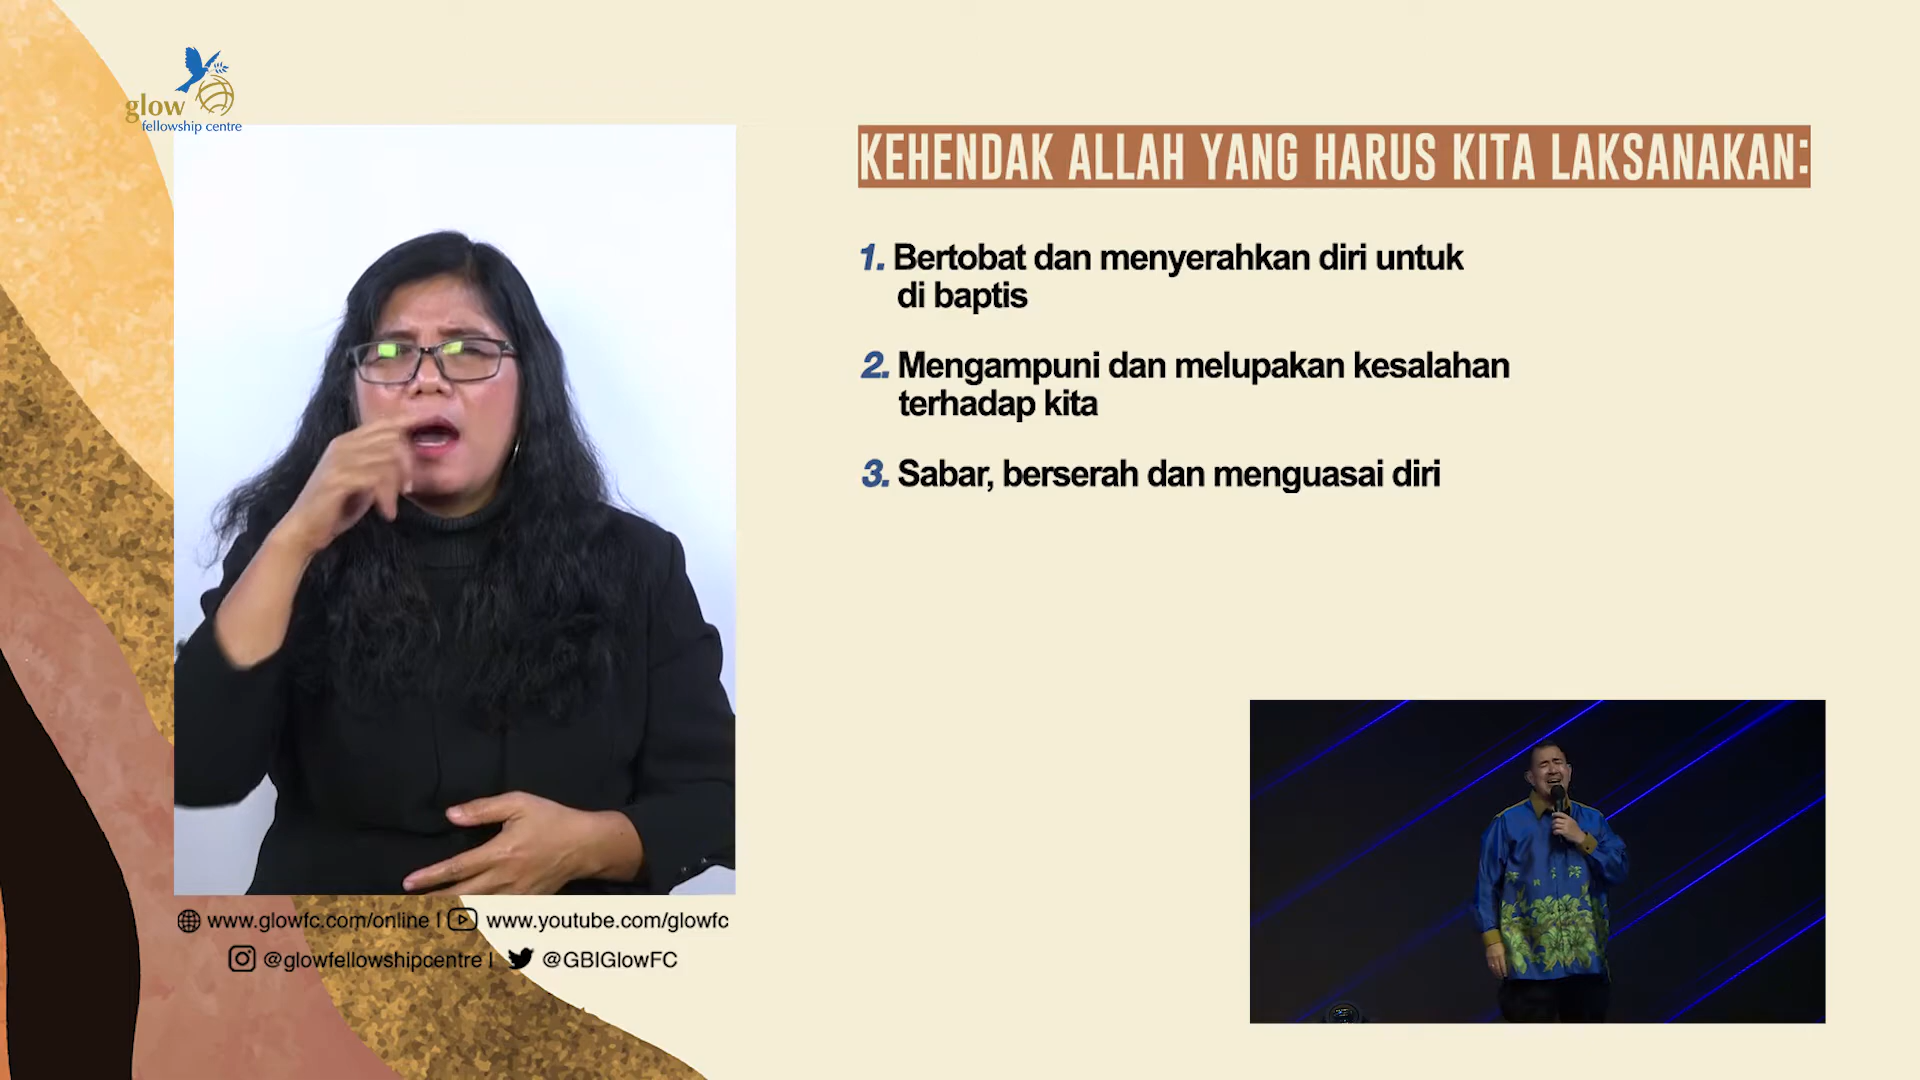 glow
fellowship centre
KEHENDAK ALLAH YANG HARUS KITA LAKSANAKAN:
1. Bertobat dan menyerahkan diri untuk
di baptis
2. Mengampuni dan melupakan kesalahan
terhadap kita
3. Sabar, berserah dan menguasai diri
www.glowfc.com/online | www.youtube.com/glowfc
@glowfellowshipcentre | @GBIGlowFC